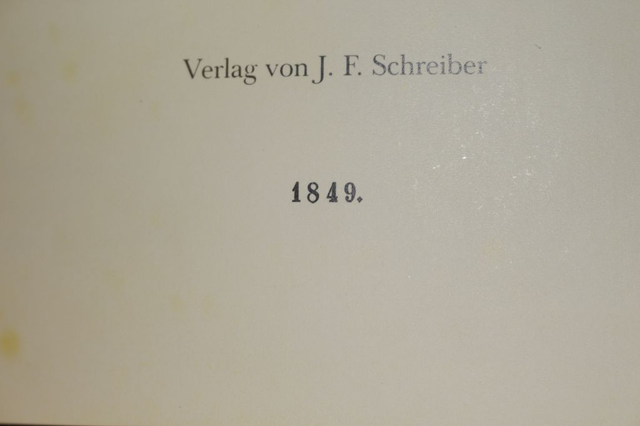 Verlag von J. F. Schreiber
1849.